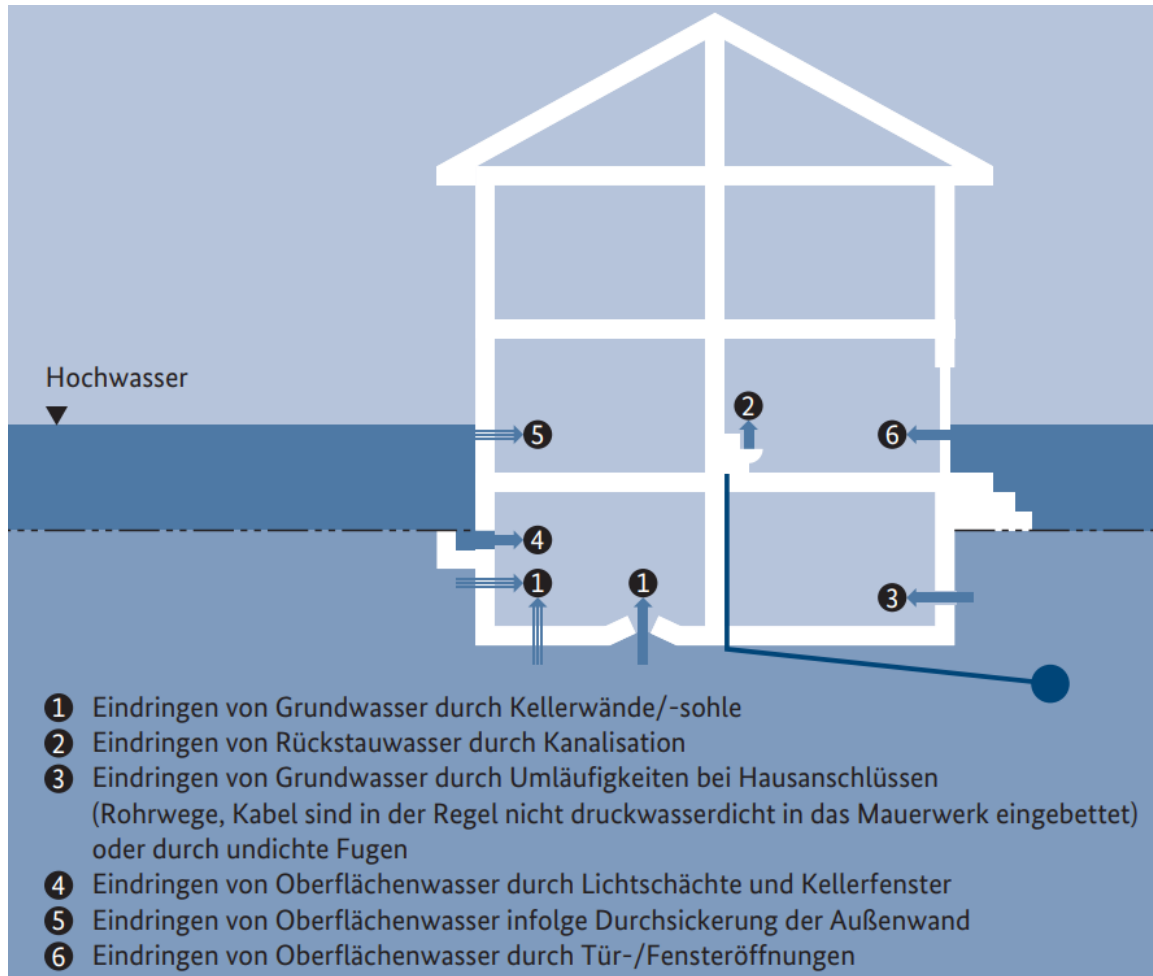 Hochwasser
2
5
6
4
1
1
3
1 Eindringen von Grundwasser durch Kellerwände/-sohle
2 Eindringen von Rückstauwasser durch Kanalisation
3 Eindringen von Grundwasser durch Umläufigkeiten bei Hausanschlüssen
(Rohrwege, Kabel sind in der Regel nicht druckwasserdicht in das Mauerwerk eingebettet)
oder durch undichte Fugen
4 Eindringen von Oberflächenwasser durch Lichtschächte und Kellerfenster
5 Eindringen von Oberflächenwasser infolge Durchsickerung der Außenwand
6 Eindringen von Oberflächenwasser durch Tür-/Fensteröffnungen